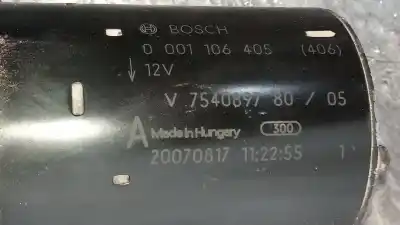 BOSCH
0 001 106 405 (406)
↓ 12V
V 7540897 80 / 05
A Made in Hungary 300
20070817 11:22:55 1